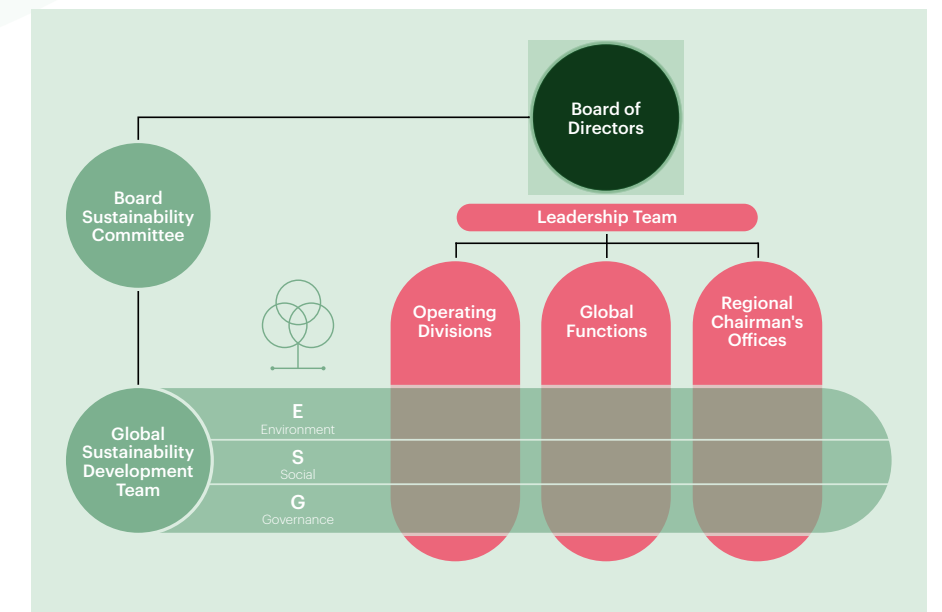 Board of
Directors
Board
Sustainability
Committee
Leadership Team
Operating
Divisions
Global
Functions
Regional
Chairman's
Offices
Global
Sustainability
Development
Team
E
Environment
S
Social
G
Governance